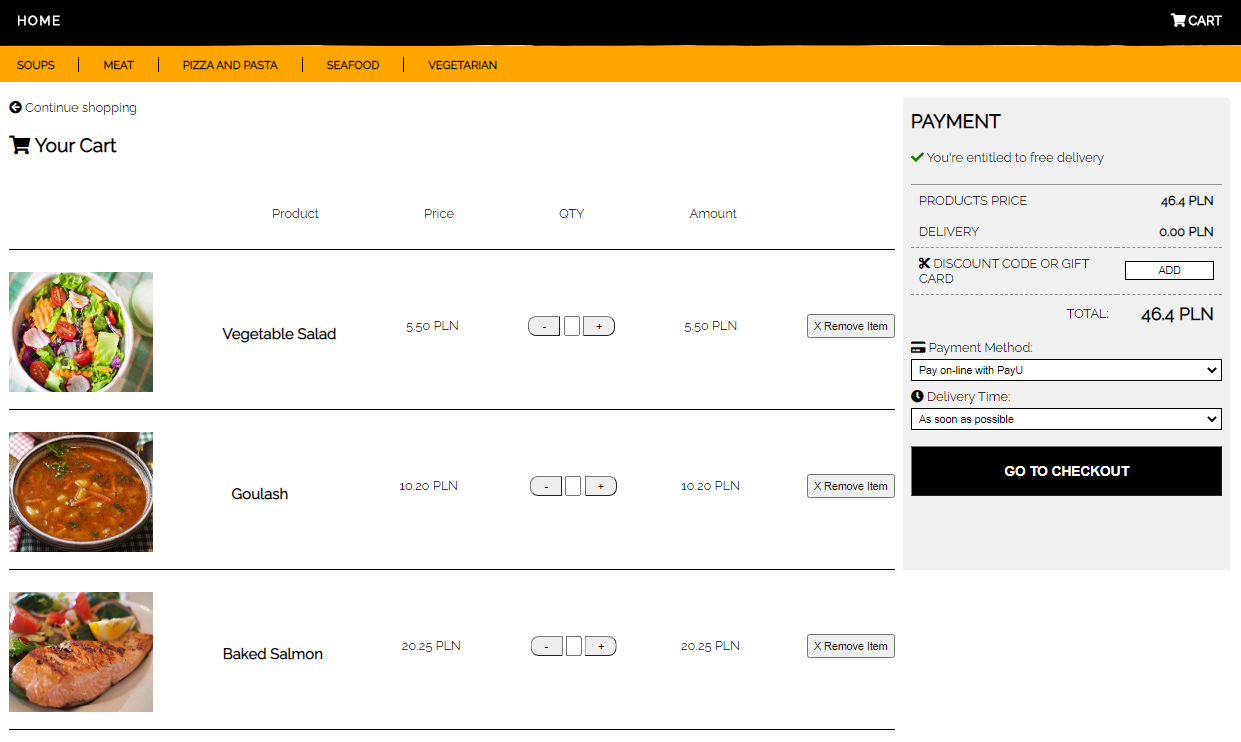 HOME
CART
SOUPS
MEAT
PIZZA AND PASTA
SEAFOOD
VEGETARIAN
Continue shopping
Your Cart
Product Price QTY Amount
Vegetable Salad 5.50 PLN - + 5.50 PLN X Remove Item
Goulash 10.20 PLN - + 10.20 PLN X Remove Item
Baked Salmon 20.25 PLN - + 20.25 PLN X Remove Item
PAYMENT
You're entitled to free delivery
PRODUCTS PRICE 46.4 PLN
DELIVERY 0.00 PLN
DISCOUNT CODE OR GIFT
CARD
ADD
TOTAL: 46.4 PLN
Payment Method:
Pay on-line with PayU
Delivery Time:
As soon as possible
GO TO CHECKOUT